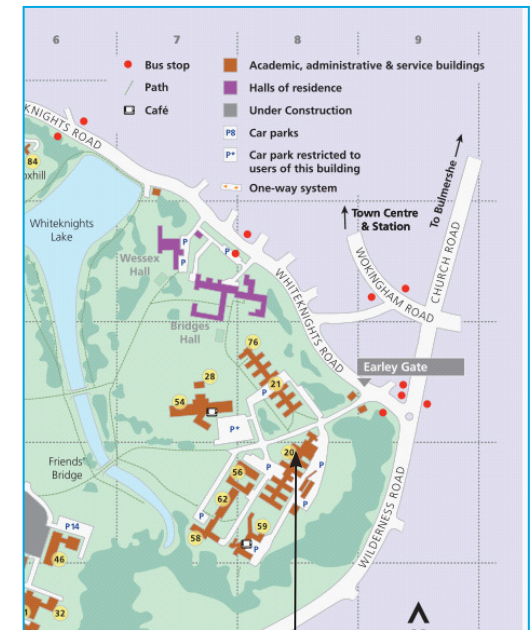 6 7 8 9
Bus stop
Path
Café
Academic, administrative & service buildings
Halls of residence
Under Construction
P8 Car parks
P* Car park restricted to
users of this building
One-way system
KNIGHTS ROAD
84
oxhill
Whiteknights
Lake
Wessex
Hall
P
P
P
Bridges
Hall
WHITEKNIGHTS ROAD
Town Centre
& Station
To Bulmershe
WOKINGHAM ROAD
CHURCH ROAD
Earley Gate
76
28
21
P
54
P*
20
Friends'
Bridge
56
P
P
62
P
58
59
P
P14
46
32
WILDERNESS ROAD